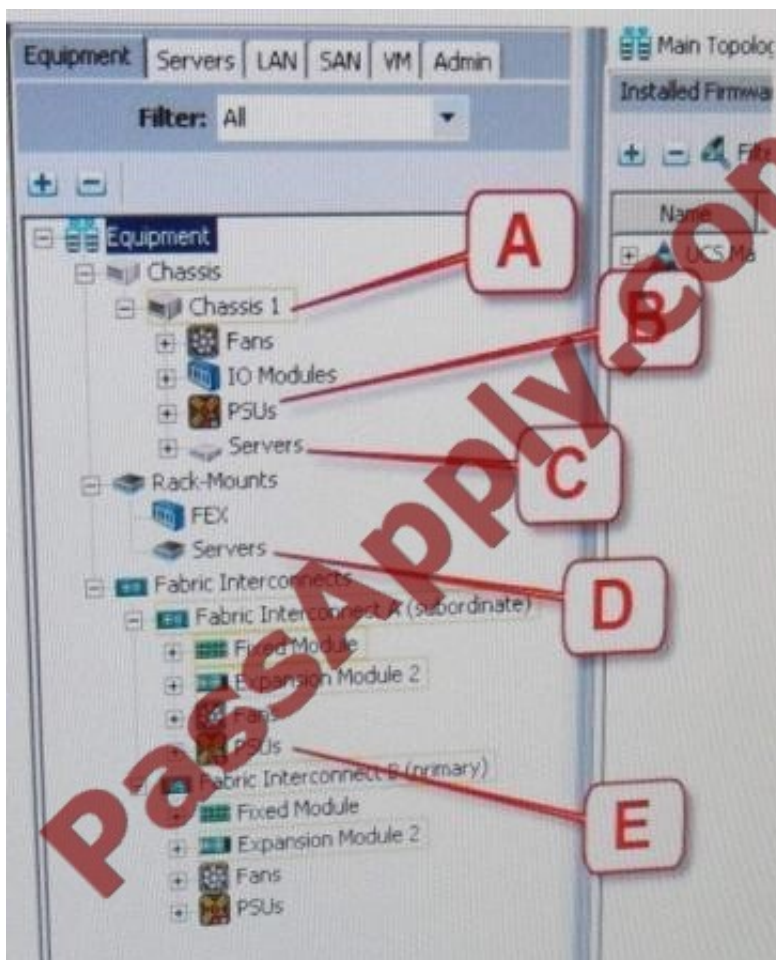 Equipment Servers LAN SAN VM Admin
Filter: All
Equipment
Chassis
Chassis 1
Fans
IO Modules
PSUs
Servers
Rack-Mounts
FEX
Servers
Fabric Interconnects
Fabric Interconnect A (subordinate)
Fixed Module
Expansion Module 2
Fans
PSUs
Fabric Interconnect B (primary)
Fixed Module
Expansion Module 2
Fans
PSUs
Main Topolog
Installed Firmwa
Filte
Name
UCS Ma
A
B
C
D
E
PassApply.com